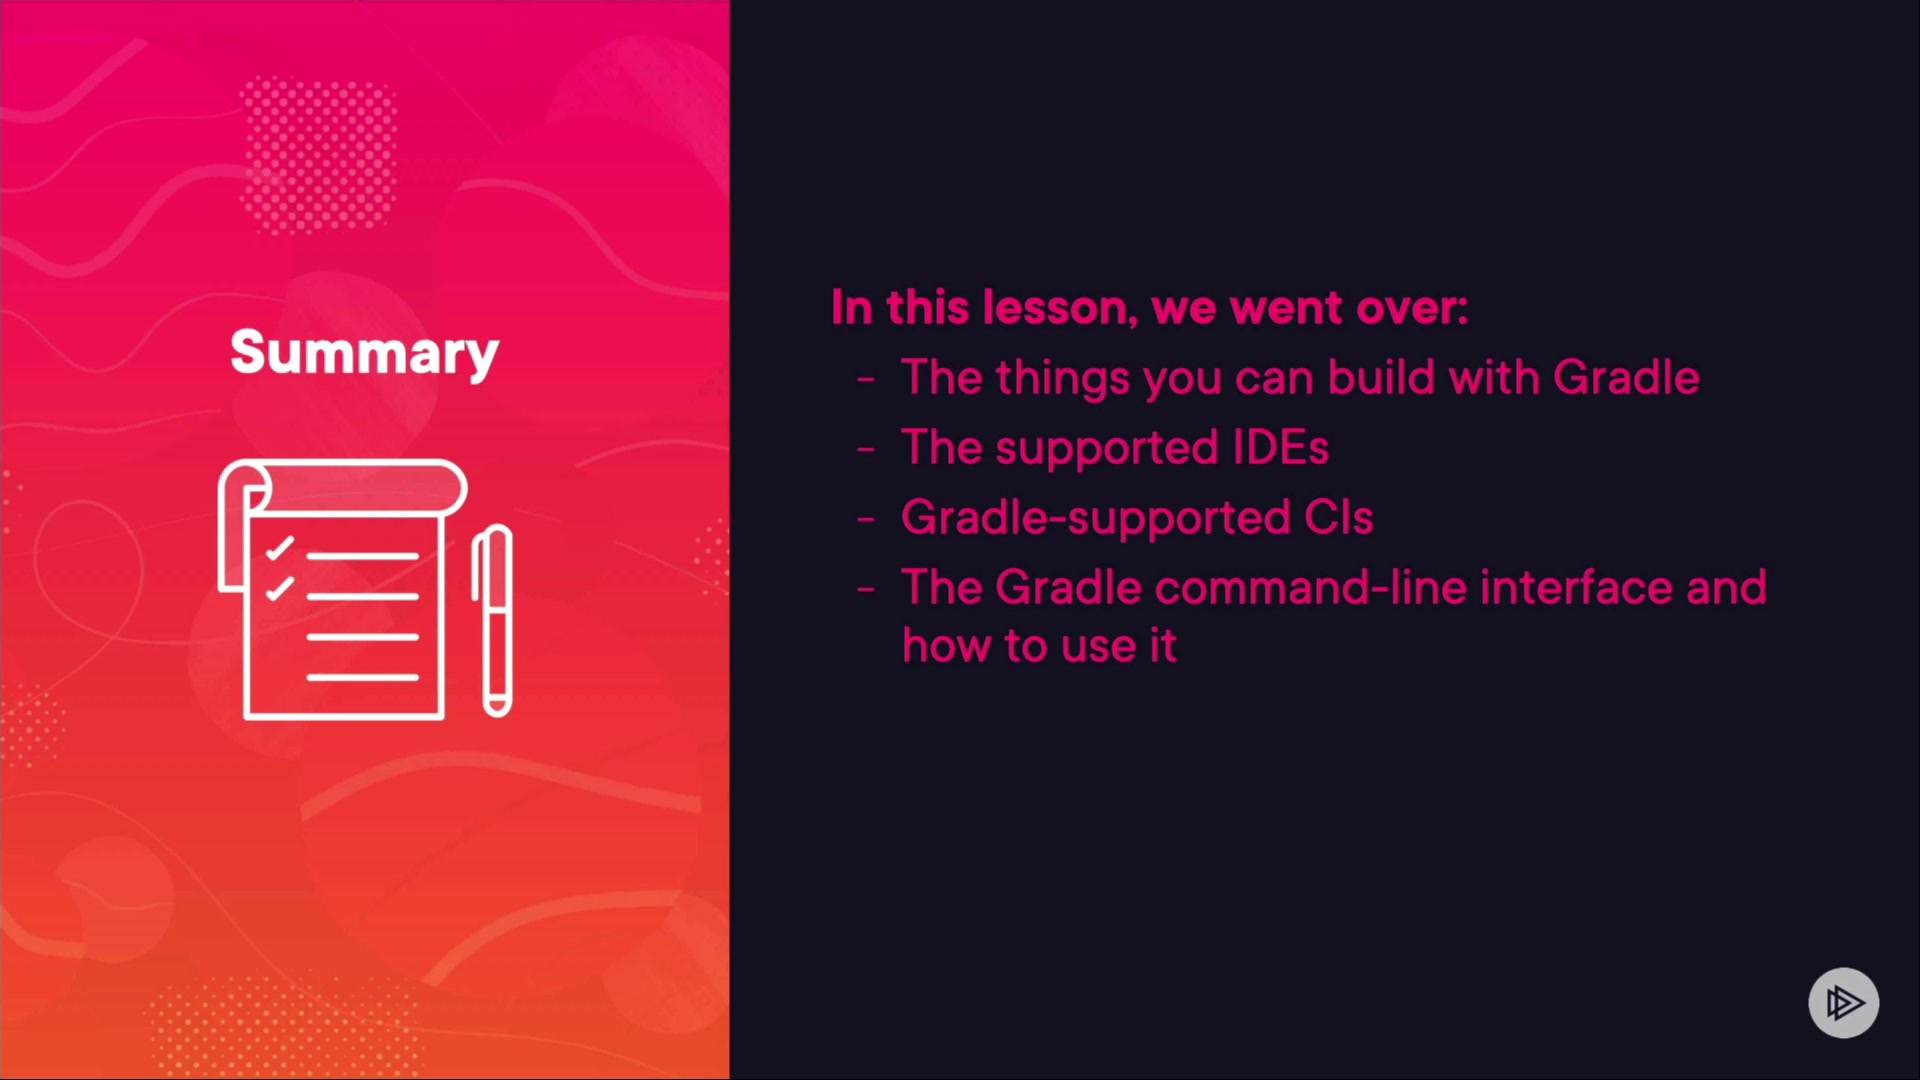 Summary
In this lesson, we went over:
- The things you can build with Gradle
- The supported IDEs
- Gradle-supported CIs
- The Gradle command-line interface and
how to use it